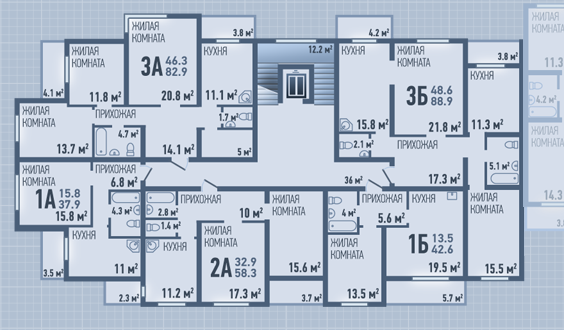 3.8 м²
12.2 м²
4.2 м²
ЖИЛАЯ
КОМНАТА
КУХНЯ
КУХНЯ
ЖИЛАЯ
КОМНАТА
3.8 м²
ЖИЛАЯ
КОМНАТА
ЖИЛАЯ
КОМНАТА
3А 46.3
82.9
3Б 48.6
88.9
КУХНЯ
11.3
4.1 м²
11.8 м²
20.8 м²
11.1 м²
4.2 м²
ЖИЛАЯ
КОМНАТА
ПРИХОЖАЯ
1.7 м²
15.8 м²
21.8 м²
11.3 м²
ЖИЛАЯ
КОМНАТА
4.7 м²
2.1 м²
ПРИХОЖАЯ
13.7 м²
14.1 м²
5 м²
5.1 м²
ЖИЛАЯ
КОМНАТА
ПРИХОЖАЯ
6.8 м²
36 м²
17.3 м²
14.3
1А 15.8
37.9
15.8 м²
4.3 м²
2.8 м²
1.4 м²
ПРИХОЖАЯ
10 м²
ЖИЛАЯ
КОМНАТА
4 м²
ПРИХОЖАЯ
5.6 м²
КУХНЯ
ЖИЛАЯ
КОМНАТА
3.8
КУХНЯ
КУХНЯ
ЖИЛАЯ
КОМНАТА
ЖИЛАЯ
КОМНАТА
1Б 13.5
42.6
3.5 м²
11 м²
2А 32.9
58.3
15.6 м²
19.5 м²
15.5 м²
2.3 м²
11.2 м²
17.3 м²
3.7 м²
13.5 м²
5.7 м²